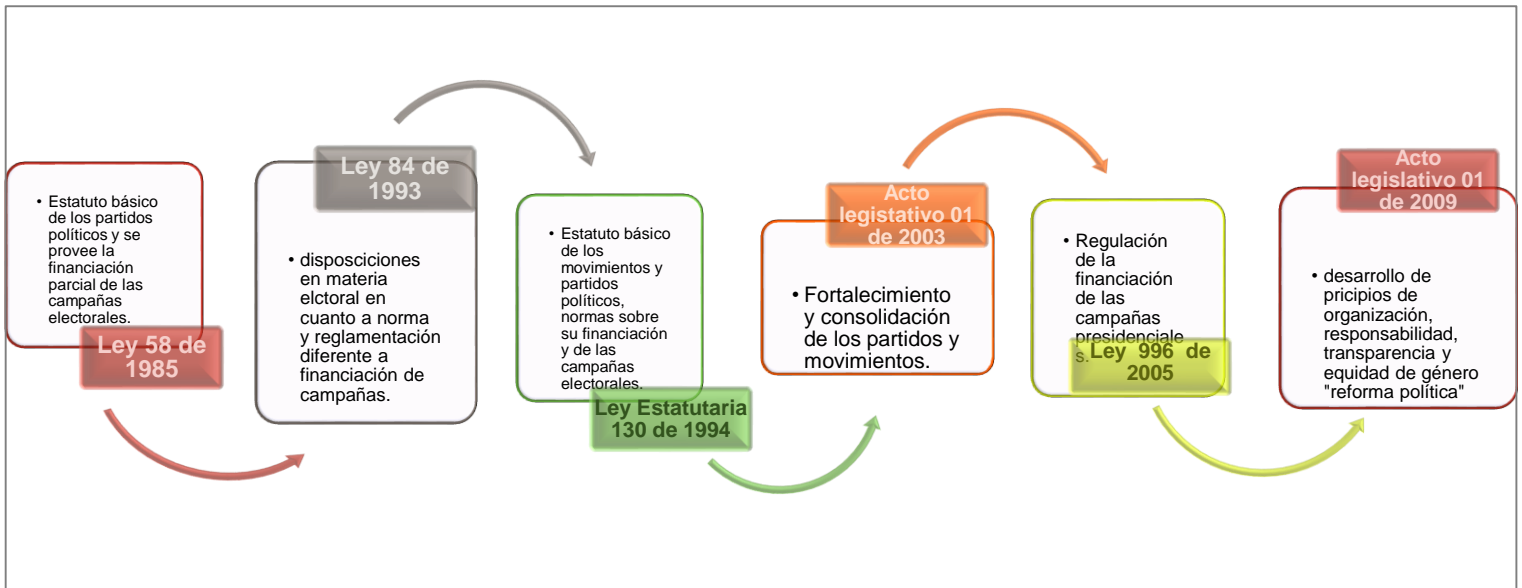 • Estatuto básico
de los partidos
políticos y se
provee la
financiación
parcial de las
campañas
electorales.
Ley 58 de
1985
Ley 84 de
1993
• disposciciones
en materia
elctoral en
cuanto a norma
y reglamentación
diferente a
financiación de
campañas.
• Estatuto básico
de los
movimientos y
partidos
políticos,
normas sobre
su financiación
y de las
campañas
electorales.
Ley Estatutaria
130 de 1994
Acto
legistativo 01
de 2003
• Fortalecimiento
y consolidación
de los partidos y
movimientos.
• Regulación
de la
financiación
de las
campañas
presidenciale
s.
Ley 996 de
2005
Acto
legislativo 01
de 2009
• desarrollo de
pricipios de
organización,
responsabilidad,
transparencia y
equidad de género
"reforma política"